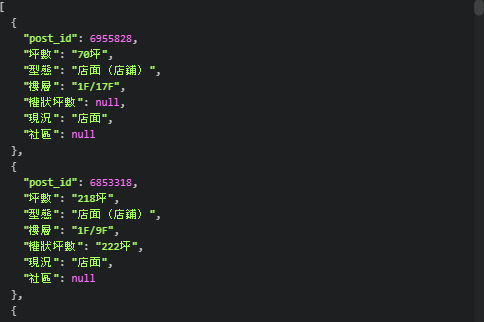 [
{
"post_id": 6955828,
"坪數": "70坪",
"型態": "店面（店鋪）",
"樓層": "1F/17F",
"權狀坪數": null,
"現況": "店面",
"社區": null
},
{
"post_id": 6853318,
"坪數": "218坪",
"型態": "店面（店鋪）",
"樓層": "1F/9F",
"權狀坪數": "222坪",
"現況": "店面",
"社區": null
},
{